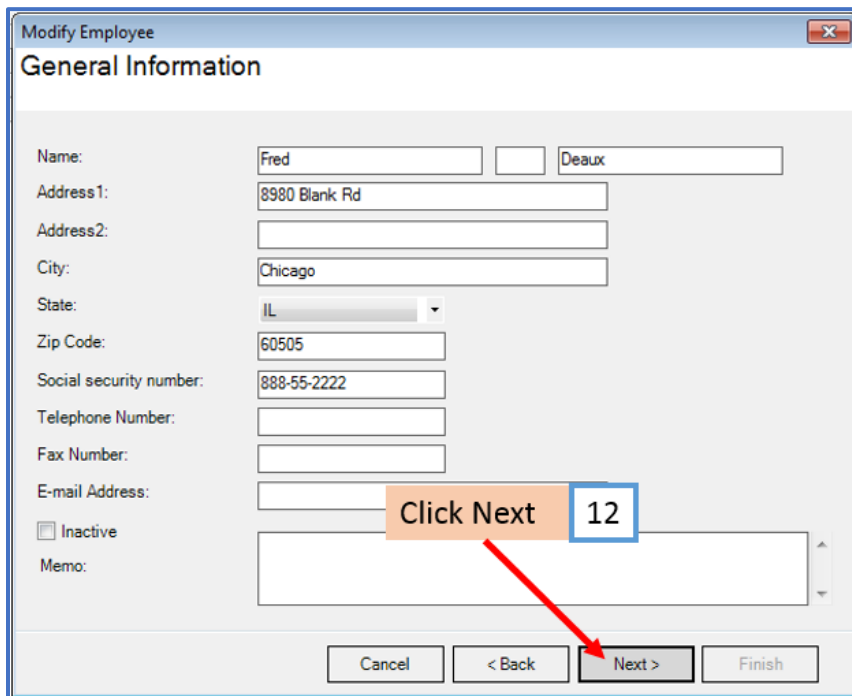 Modify Employee
General Information
Name: Fred Deaux
Address1: 8980 Blank Rd
Address2:
City: Chicago
State: IL
Zip Code: 60505
Social security number: 888-55-2222
Telephone Number:
Fax Number:
E-mail Address:
Click Next 12
Inactive
Memo:
Cancel < Back Next > Finish